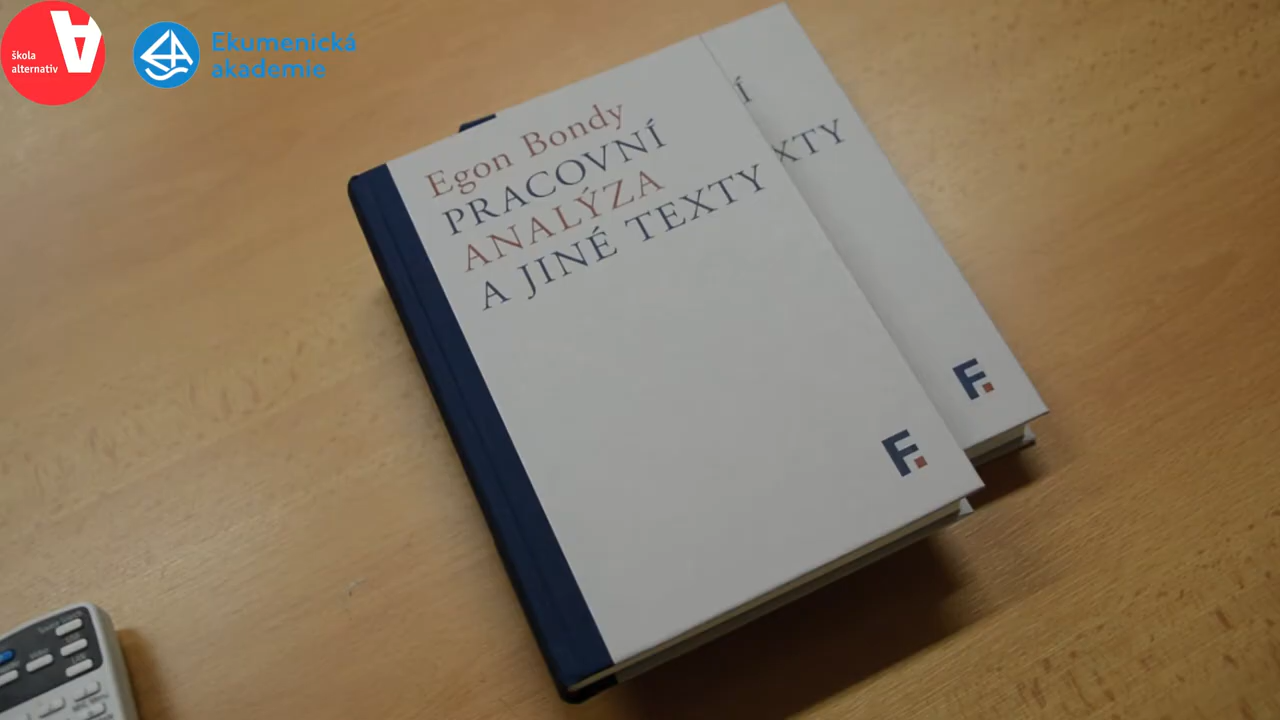 škola
alternativ
Ekumenická
akademie
Egon Bondy
PRACOVNÍ
ANALÝZA
A JINÉ TEXTY
Í
XTY
F.
F.